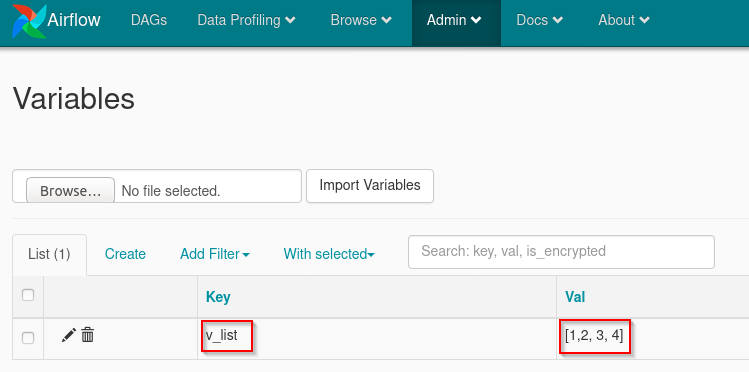 Airflow DAGs Data Profiling Browse Admin Docs About
Variables
Browse... No file selected. Import Variables
List (1) Create Add Filter With selected Search: key, val, is_encrypted
Key Val
v_list [1,2, 3, 4]